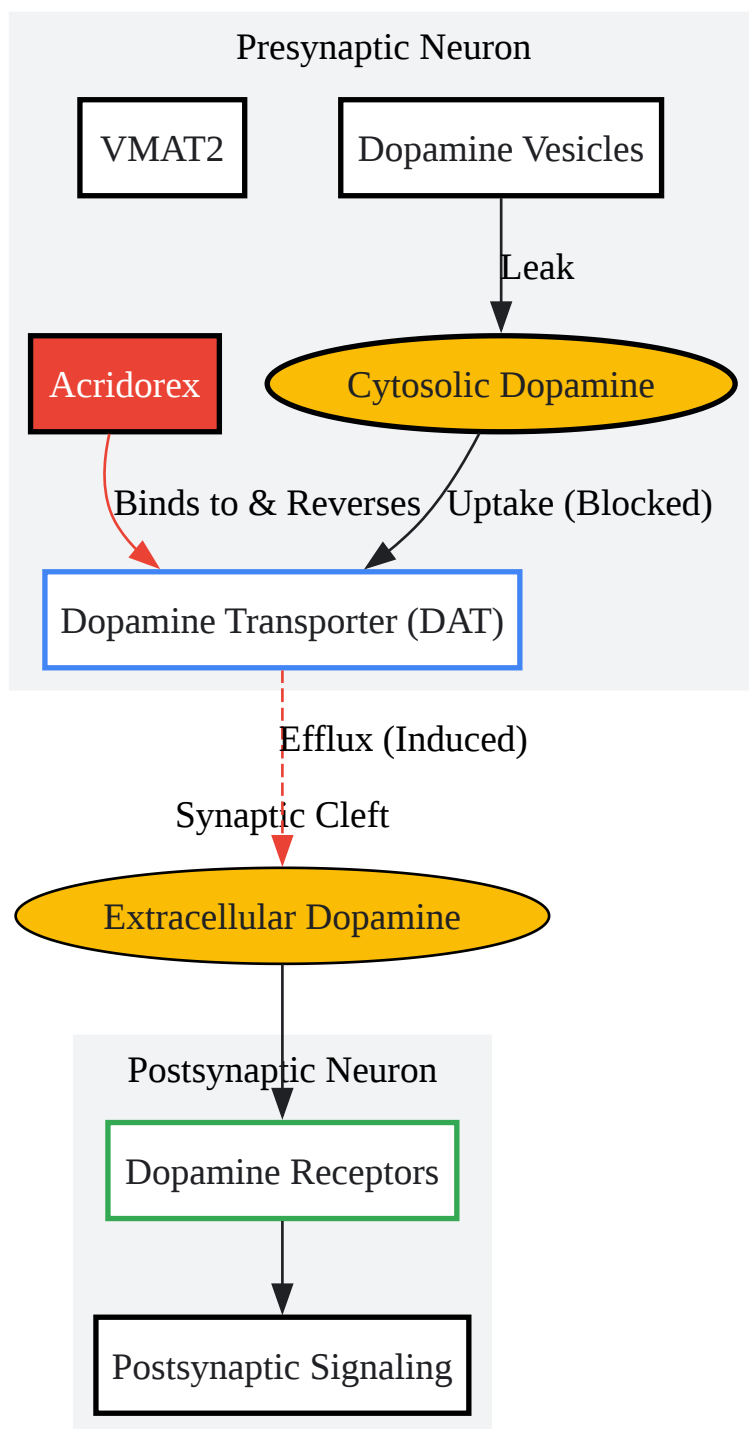 Presynaptic Neuron
VMAT2
Dopamine Vesicles
Leak
Acridorex
Cytosolic Dopamine
Binds to & Reverses
Uptake (Blocked)
Dopamine Transporter (DAT)
Efflux (Induced)
Synaptic Cleft
Extracellular Dopamine
Postsynaptic Neuron
Dopamine Receptors
Postsynaptic Signaling